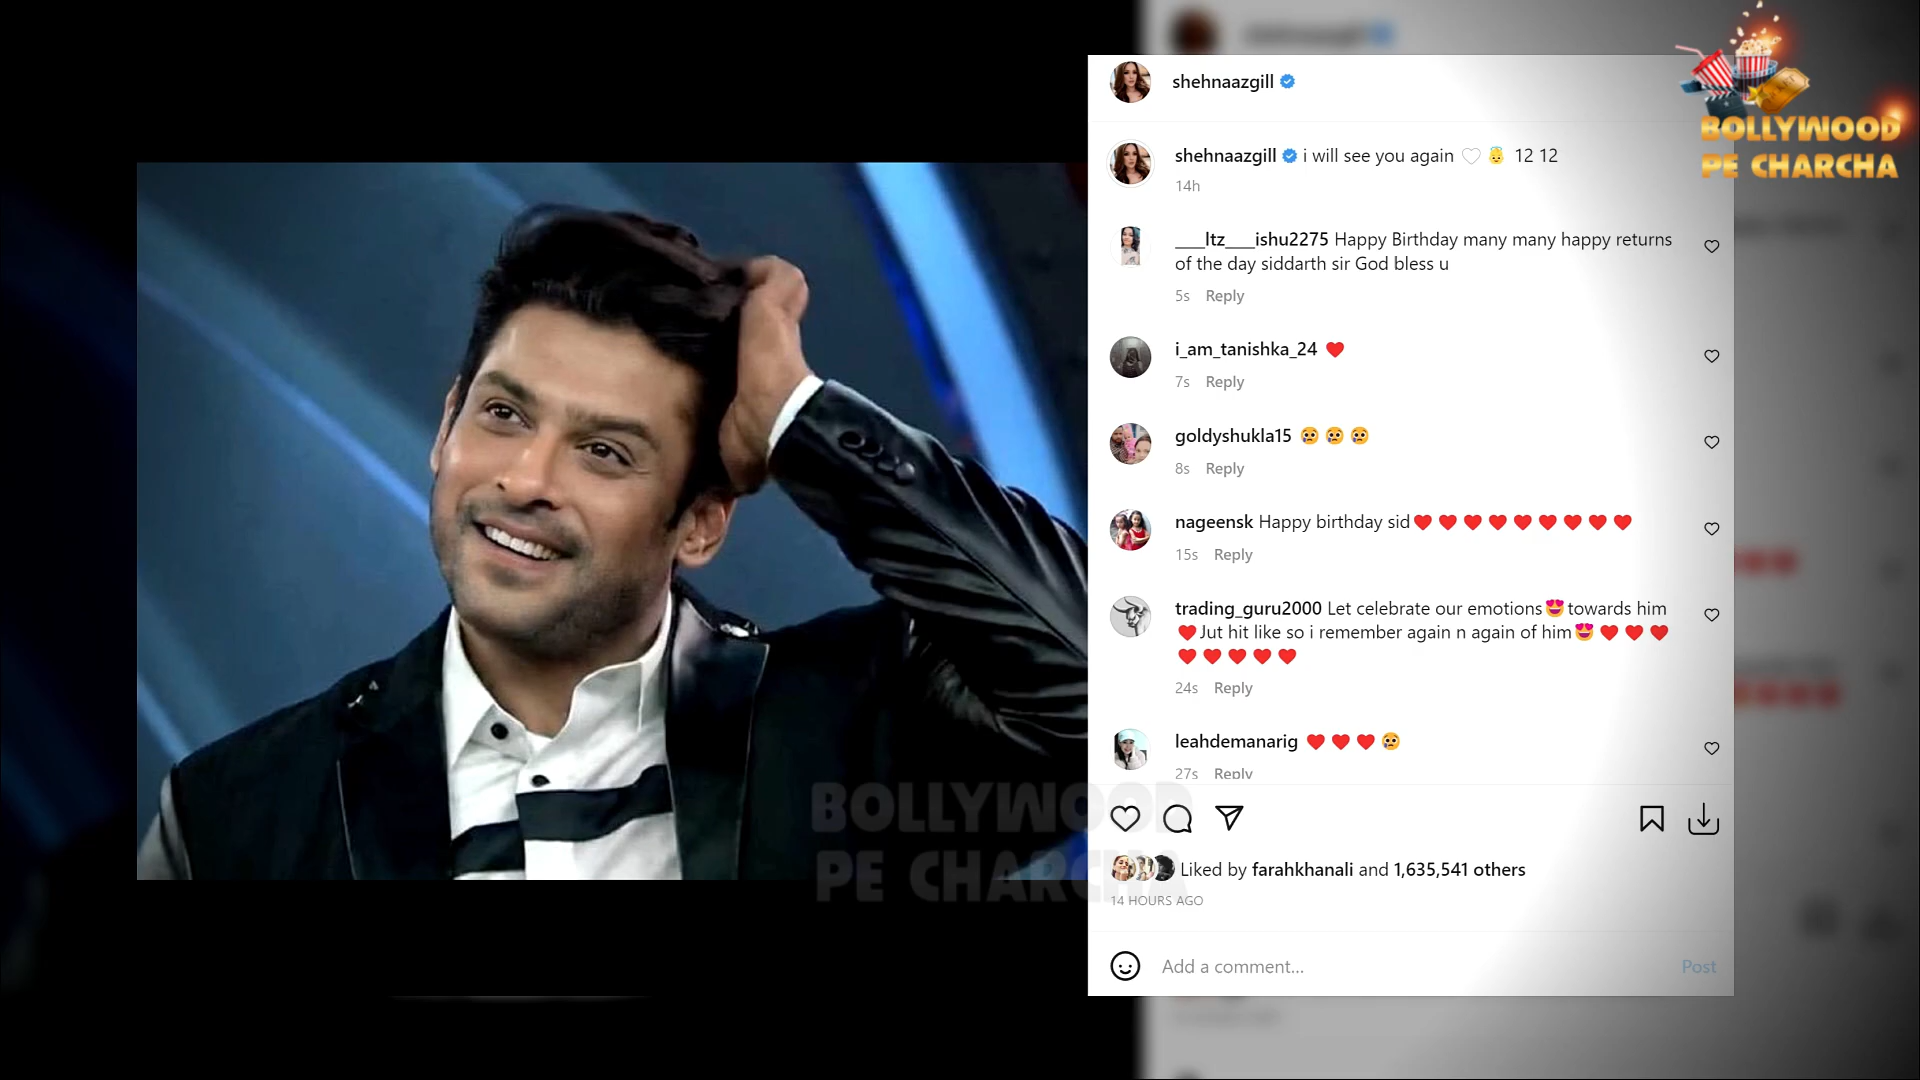 shehnaazgill
BOLLYWOOD
PE CHARCHA
shehnaazgill i will see you again 🤍 👼 12 12
14h
___Itz___ishu2275 Happy Birthday many many happy returns
of the day siddarth sir God bless u
5s Reply
i_am_tanishka_24 ❤️
7s Reply
goldyshukla15 😢 😢 😢
8s Reply
nageensk Happy birthday sid❤️❤️❤️❤️❤️❤️❤️❤️❤️
15s Reply
trading_guru2000 Let celebrate our emotions😍towards him
❤️Jut hit like so i remember again n again of him😍❤️❤️❤️
❤️❤️❤️❤️❤️
24s Reply
leahdemanarig ❤️❤️❤️😢
27s Reply
BOLLYWOOD
PE CHARCHA
Liked by farahkhanali and 1,635,541 others
14 HOURS AGO
Add a comment...
Post